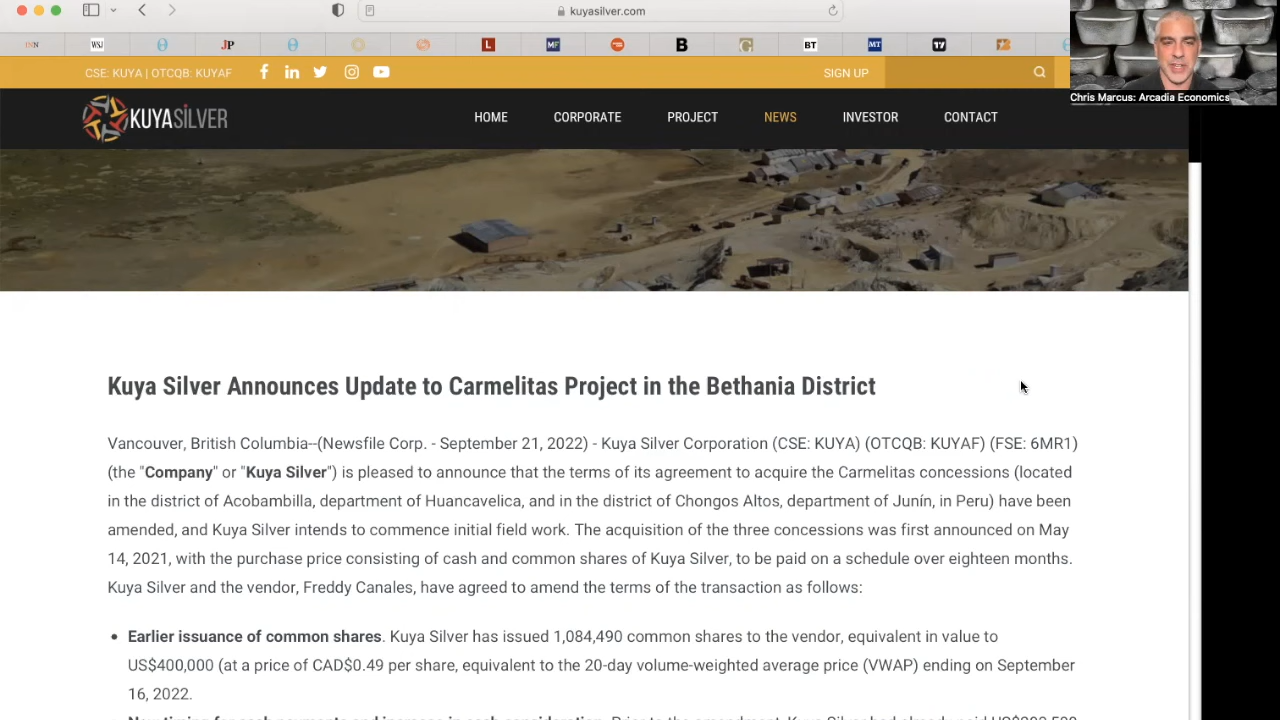 kuyasilver.com
INN
WSJ
JP
L
MF
B
G
BT
MT
17
CSE: KUYA | OTCQB: KUYAF
SIGN UP
Chris Marcus: Arcadia Economics
KUYA SILVER
HOME
CORPORATE
PROJECT
NEWS
INVESTOR
CONTACT
Kuya Silver Announces Update to Carmelitas Project in the Bethania District
Vancouver, British Columbia--(Newsfile Corp. - September 21, 2022) - Kuya Silver Corporation (CSE: KUYA) (OTCQB: KUYAF) (FSE: 6MR1)
(the "Company" or "Kuya Silver") is pleased to announce that the terms of its agreement to acquire the Carmelitas concessions (located
in the district of Acobambilla, department of Huancavelica, and in the district of Chongos Altos, department of Junín, in Peru) have been
amended, and Kuya Silver intends to commence initial field work. The acquisition of the three concessions was first announced on May
14, 2021, with the purchase price consisting of cash and common shares of Kuya Silver, to be paid on a schedule over eighteen months.
Kuya Silver and the vendor, Freddy Canales, have agreed to amend the terms of the transaction as follows:
• Earlier issuance of common shares. Kuya Silver has issued 1,084,490 common shares to the vendor, equivalent in value to
US$400,000 (at a price of CAD$0.49 per share, equivalent to the 20-day volume-weighted average price (VWAP) ending on September
16, 2022.